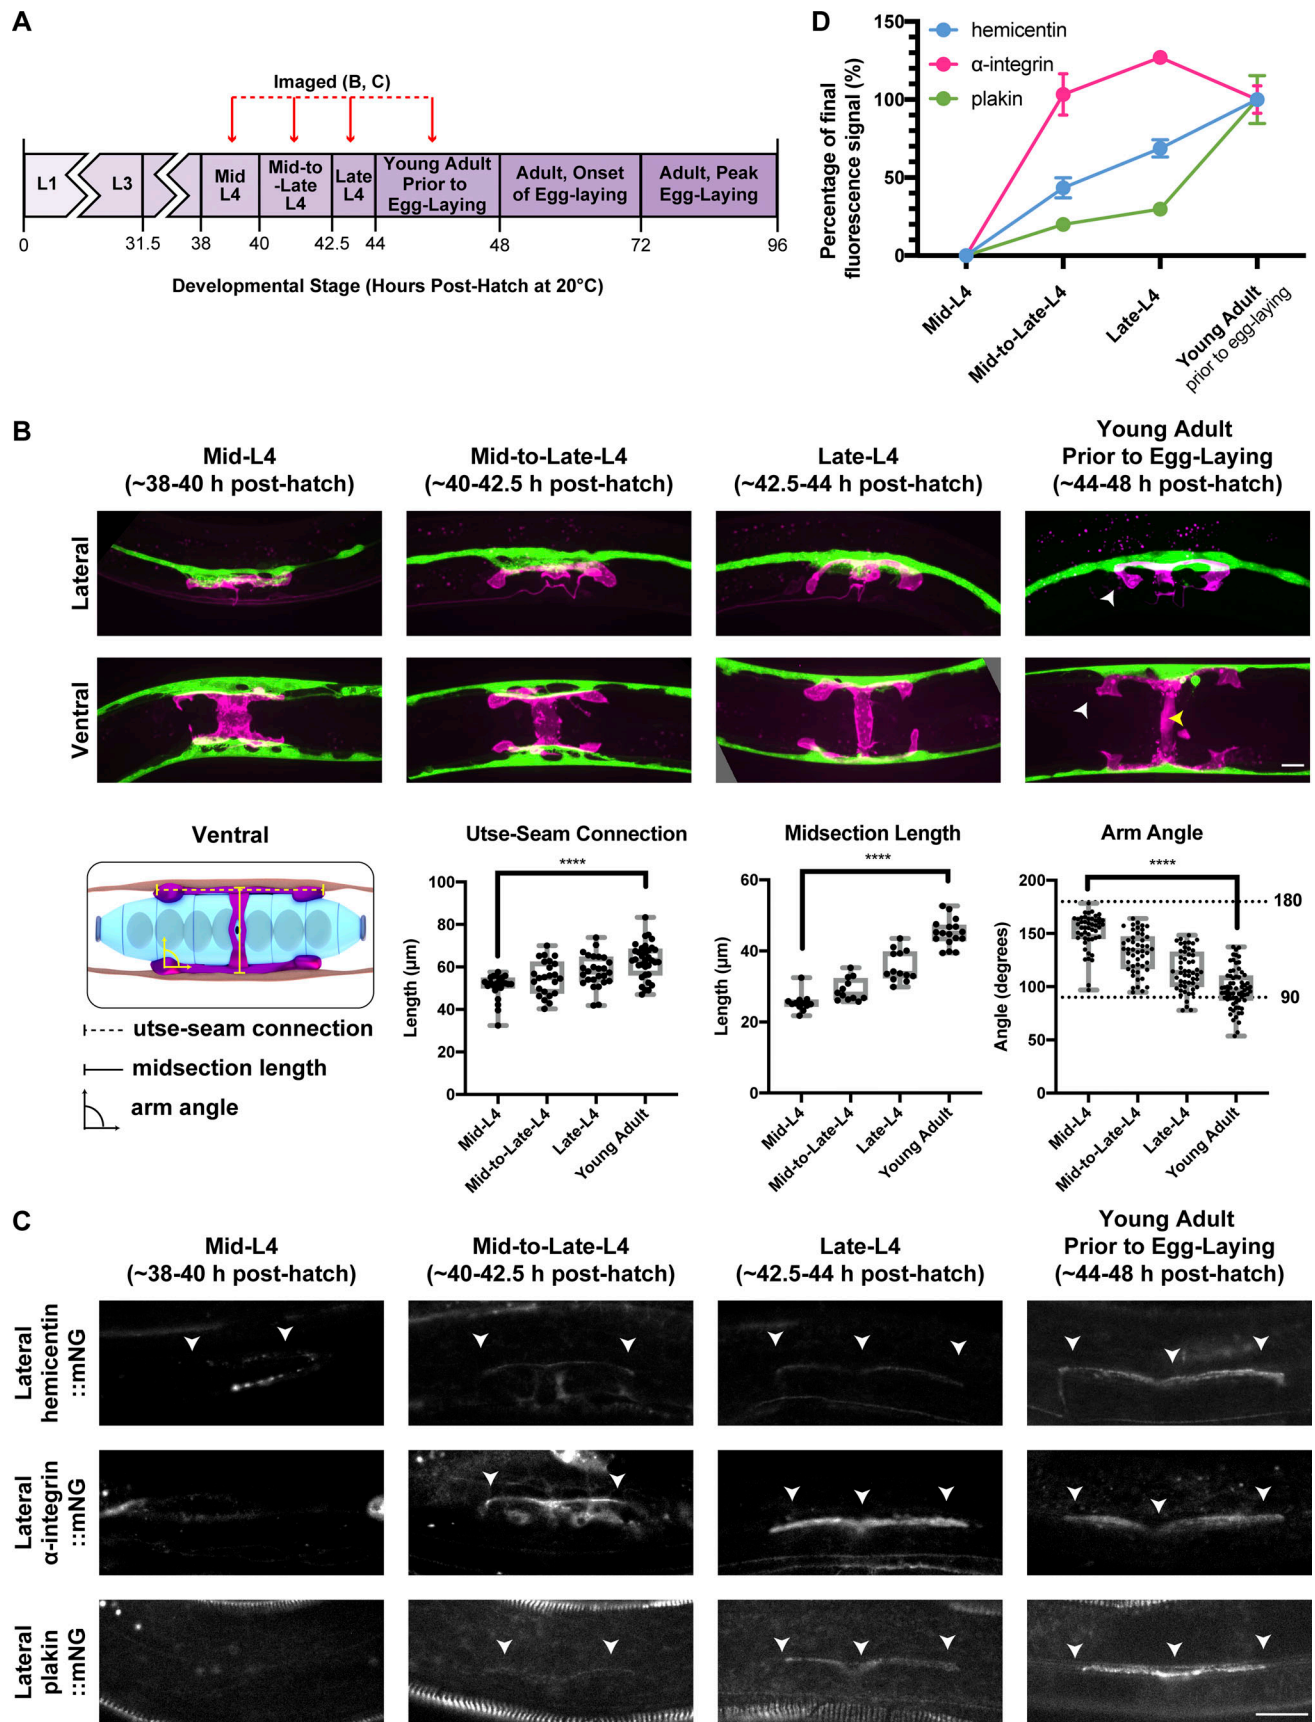 A
Imaged (B, C)
L1
L3
Mid
L4
Mid-to
-Late
L4
Late
L4
Young Adult
Prior to
Egg-Laying
Adult, Onset
of Egg-laying
Adult, Peak
Egg-Laying
0
31.5
38
40
42.5
44
48
72
96
Developmental Stage (Hours Post-Hatch at 20°C)
D
Percentage of final
fluorescence signal (%)
150
100
50
0
hemicentin
α-integrin
plakin
Mid-L4
Mid-to-Late-L4
Late-L4
Young Adult
prior to egg-laying
B
Mid-L4
(~38-40 h post-hatch)
Mid-to-Late-L4
(~40-42.5 h post-hatch)
Late-L4
(~42.5-44 h post-hatch)
Young Adult
Prior to Egg-Laying
(~44-48 h post-hatch)
Lateral
Ventral
Ventral
utse-seam connection
midsection length
arm angle
Utse-Seam Connection
****
Length (µm)
100
80
60
40
20
0
Mid-L4
Mid-to-Late-L4
Late-L4
Young Adult
Midsection Length
****
Length (µm)
60
40
20
0
Mid-L4
Mid-to-Late-L4
Late-L4
Young Adult
Arm Angle
****
Angle (degrees)
200
150
100
50
0
180
90
Mid-L4
Mid-to-Late-L4
Late-L4
Young Adult
C
Mid-L4
(~38-40 h post-hatch)
Mid-to-Late-L4
(~40-42.5 h post-hatch)
Late-L4
(~42.5-44 h post-hatch)
Young Adult
Prior to Egg-Laying
(~44-48 h post-hatch)
Lateral
hemicentin
::mNG
Lateral
α-integrin
::mNG
Lateral
plakin
::mNG